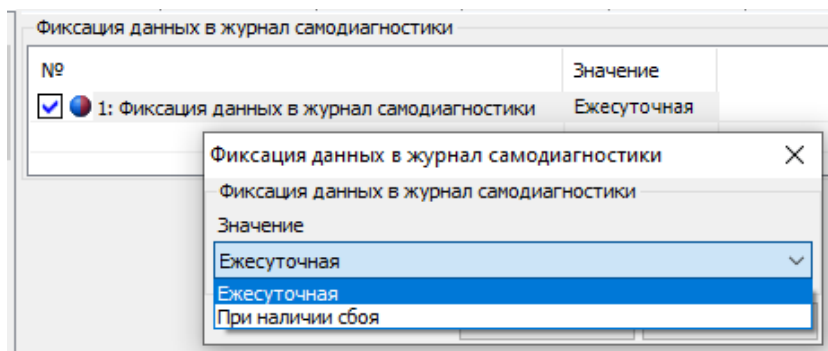 Фиксация данных в журнал самодиагностики
№ Значение
1: Фиксация данных в журнал самодиагностики Ежесуточная
Фиксация данных в журнал самодиагностики
Фиксация данных в журнал самодиагностики
Значение
Ежесуточная
Ежесуточная
При наличии сбоя